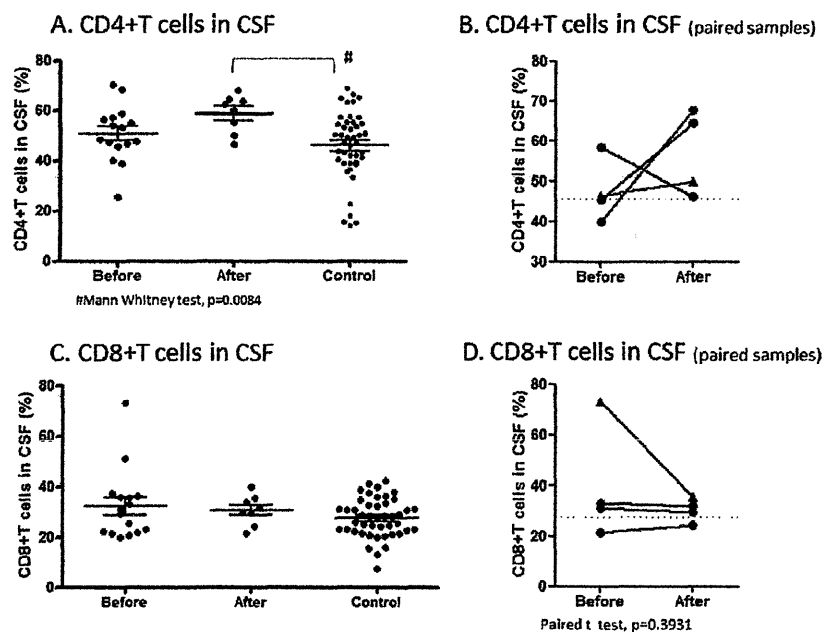 A. CD4+T cells in CSF
#
CD4+T cells in CSF (%)
80
60
40
20
0
Before
After
Control
#Mann Whitney test, p=0.0084
B. CD4+T cells in CSF (paired samples)
CD4+T cells in CSF (%)
80
70
60
50
40
30
Before
After
C. CD8+T cells in CSF
CD8+T cells in CSF (%)
80
60
40
20
0
Before
After
Control
D. CD8+T cells in CSF (paired samples)
CD8+T cells in CSF (%)
80
60
40
20
0
Before
After
Paired t test, p=0.3931